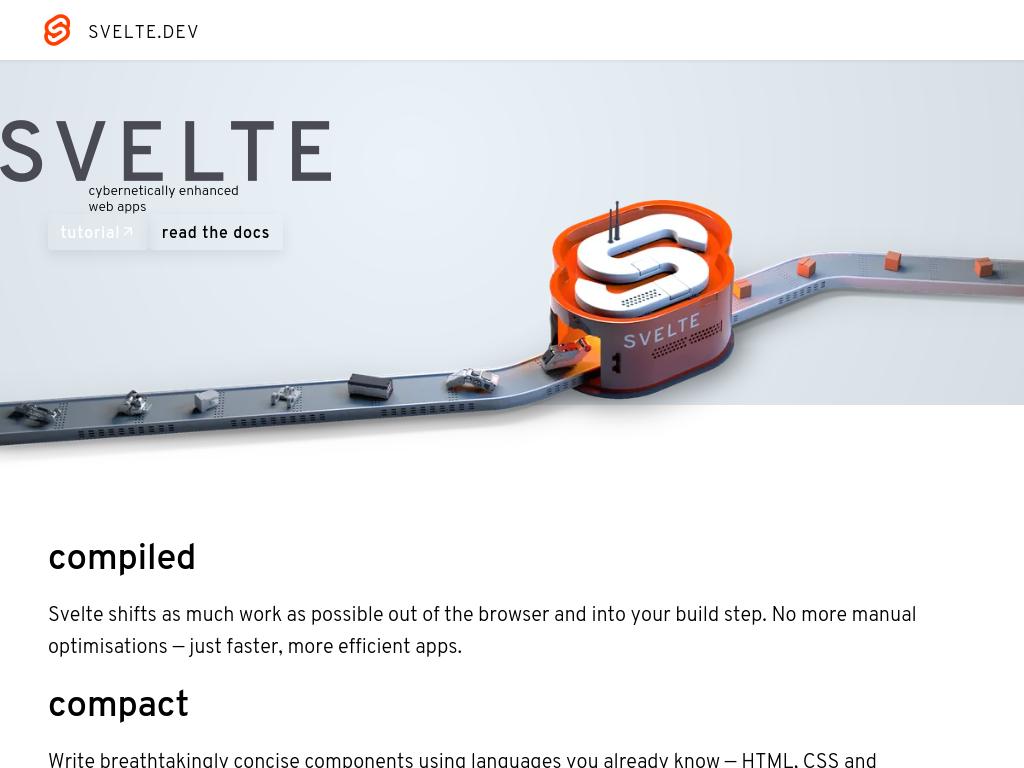 SVELTE.DEV
SVELTE
cybernetically enhanced
web apps
tutorial
read the docs
SVELTE
compiled
Svelte shifts as much work as possible out of the browser and into your build step. No more manual
optimisations — just faster, more efficient apps.
compact
Write breathtakingly concise components using languages you already know — HTML, CSS and